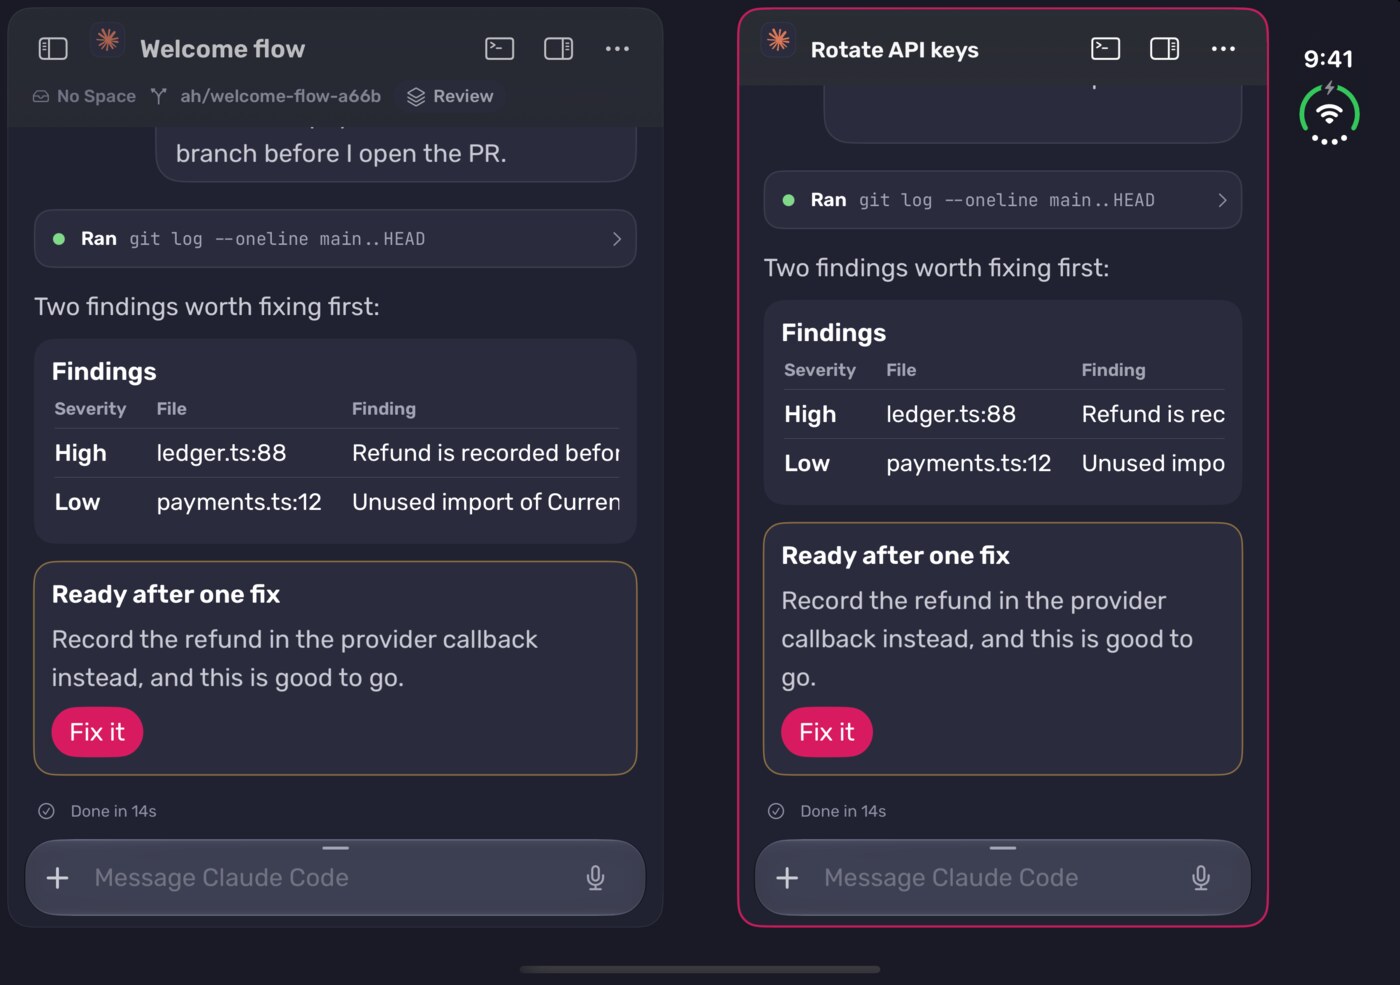 Welcome flow
No Space
ah/welcome-flow-a66b
Review
branch before I open the PR.
Ran git log --oneline main..HEAD
Two findings worth fixing first:
Findings
Severity File Finding
High ledger.ts:88 Refund is recorded befor
Low payments.ts:12 Unused import of Curren
Ready after one fix
Record the refund in the provider callback
instead, and this is good to go.
Fix it
Done in 14s
Message Claude Code
Rotate API keys
Ran git log --oneline main..HEAD
Two findings worth fixing first:
Findings
Severity File Finding
High ledger.ts:88 Refund is rec
Low payments.ts:12 Unused impo
Ready after one fix
Record the refund in the provider
callback instead, and this is good to
go.
Fix it
Done in 14s
Message Claude Code
9:41